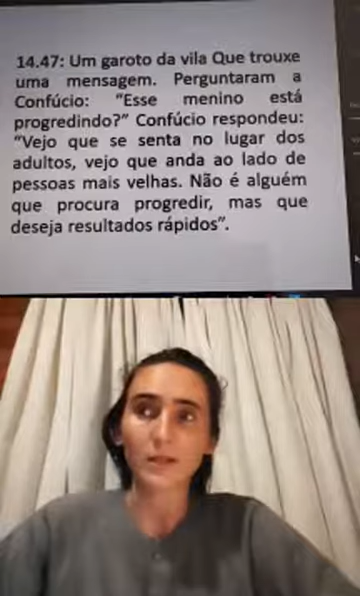 14.47: Um garoto da vila Que trouxe
uma mensagem. Perguntaram a
Confúcio: “Esse menino está
progredindo?” Confúcio respondeu:
“Vejo que se senta no lugar dos
adultos, vejo que anda ao lado de
pessoas mais velhas. Não é alguém
que procura progredir, mas que
deseja resultados rápidos”.